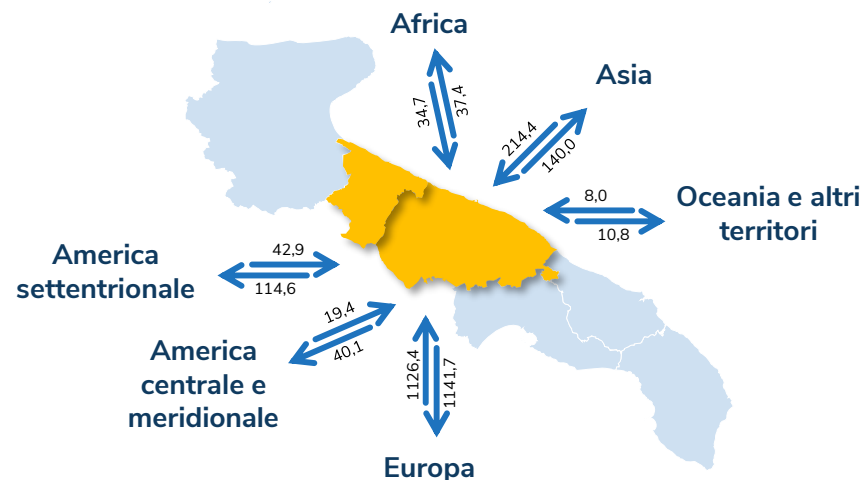 Africa
Asia
34,7
37,4
214,4
140,0
8,0
10,8
Oceania e altri
territori
America
settentrionale
42,9
114,6
19,4
40,1
America
centrale e
meridionale
1126,4
1141,7
Europa